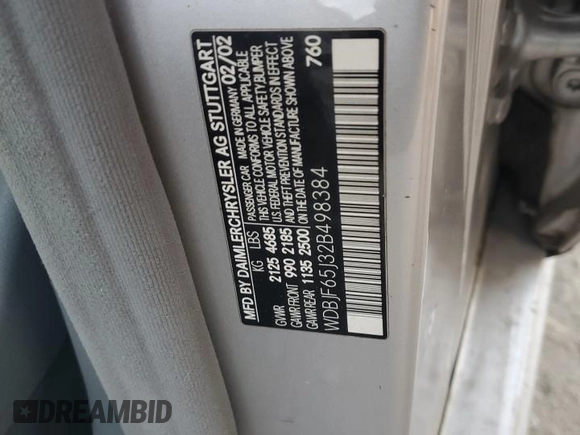 MFD BY DAIMLERCHRYSLER AG STUTTGART
PASSENGER CAR MADE IN GERMANY 02/02
KG LBS
THIS VEHICLE CONFORMS TO ALL APPLICABLE
GVWR 2125 4685
U.S. FEDERAL MOTOR VEHICLE SAFETY BUMPER
GAWR FRONT 990 2185
AND THEFT PREVENTION STANDARDS IN EFFECT
GAWR REAR 1135 2500
ON THE DATE OF MANUFACTURE SHOWN ABOVE
WDBJF65J32B498384
760
DREAMBID